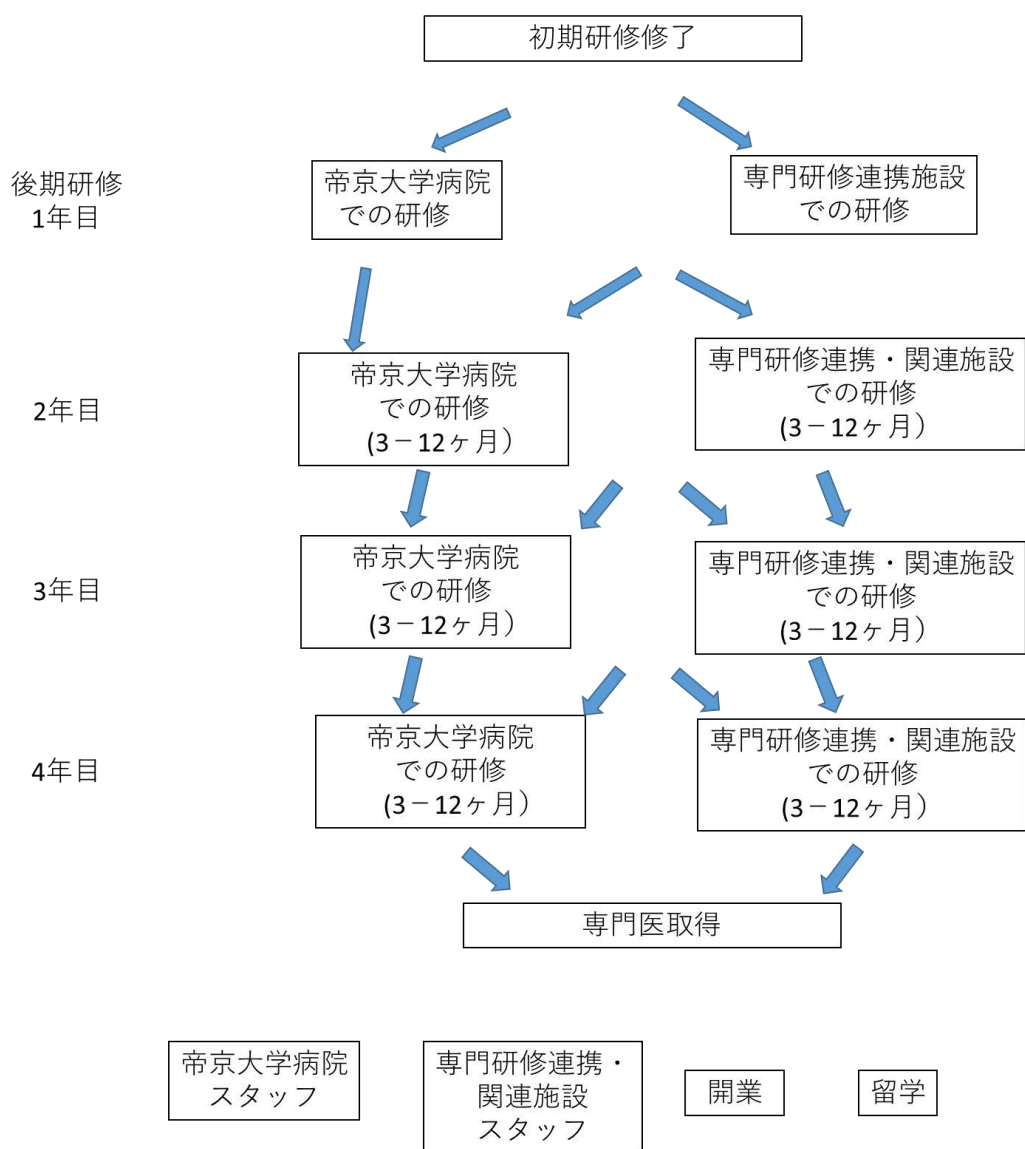 初期研修修了
後期研修
1年目
帝京大学病院
での研修
専門研修連携施設
での研修
2年目
帝京大学病院
での研修
(3－12ヶ月）
専門研修連携・関連施設
での研修
(3－12ヶ月）
3年目
帝京大学病院
での研修
(3－12ヶ月）
専門研修連携・関連施設
での研修
(3－12ヶ月）
4年目
帝京大学病院
での研修
(3－12ヶ月）
専門研修連携・関連施設
での研修
(3－12ヶ月）
専門医取得
帝京大学病院
スタッフ
専門研修連携・
関連施設
スタッフ
開業
留学